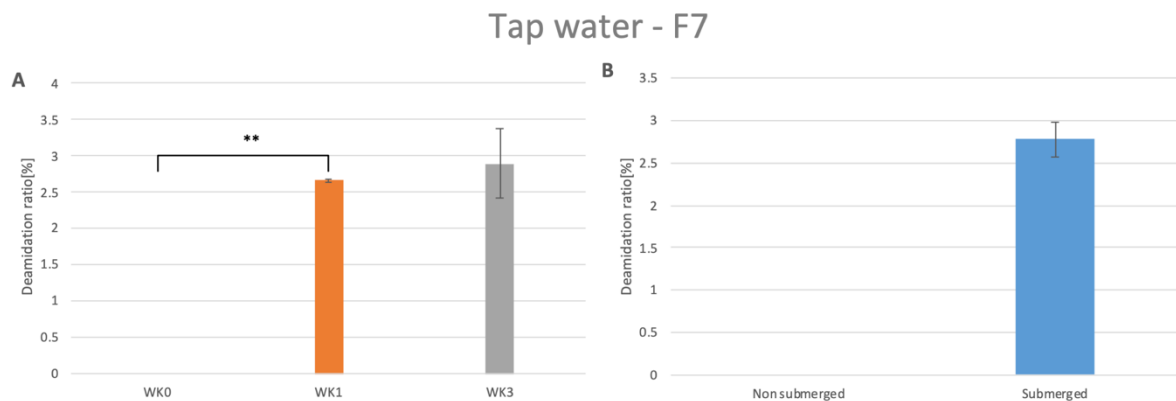 Tap water - F7
A
Deamidation ratio[%]
4
3.5
3
2.5
2
1.5
1
0.5
0
**
WK0
WK1
WK3
B
Deamidation ratio[%]
3.5
3
2.5
2
1.5
1
0.5
0
Non submerged
Submerged